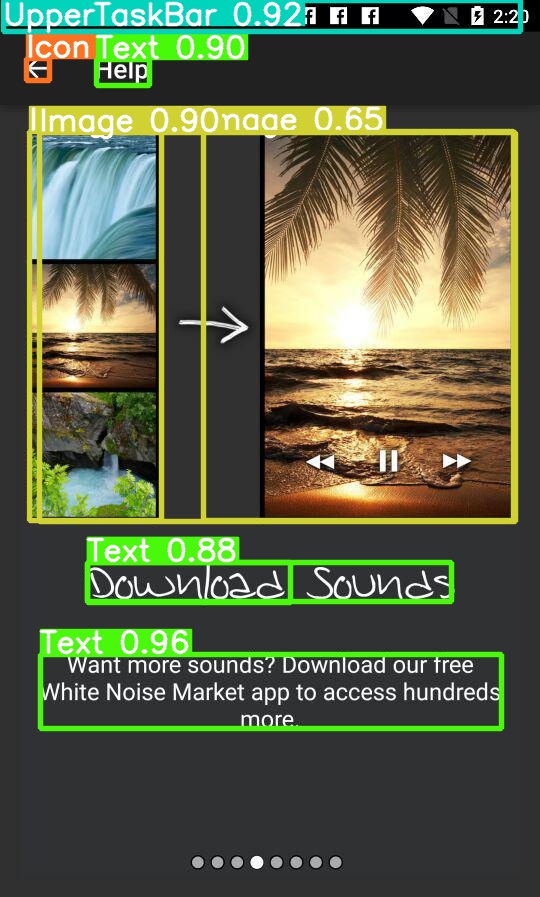 UpperTaskBar 0.92
2:20
Icon
Text 0.90
Help
Image 0.90
nage 0.65
Text 0.88
Download Sounds
Text 0.96
Want more sounds? Download our free
White Noise Market app to access hundreds
more.